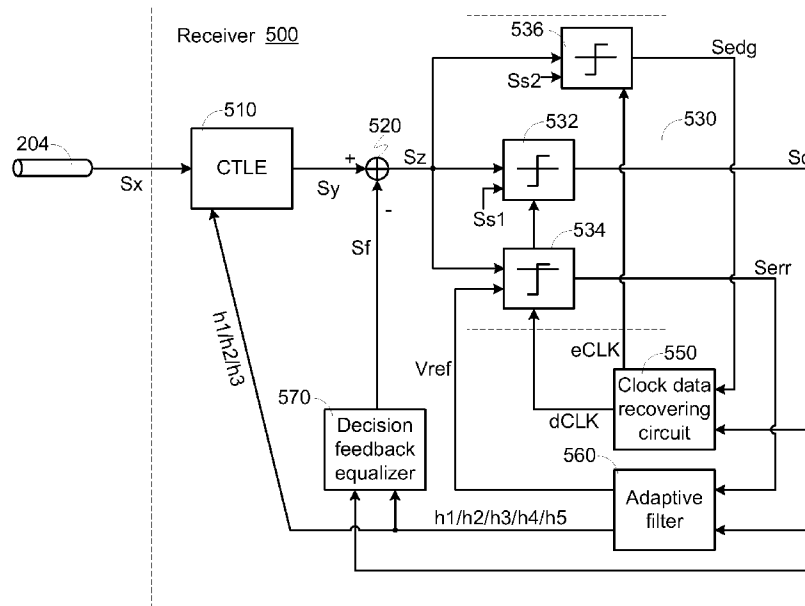 Receiver 500
536
Sedg
Ss2
510
532
530
204
520
CTLE
Sz
+
Sx
Sy
-
Ss1
Sf
534
Serr
h1/h2/h3
Vref
eCLK
550
570
dCLK
Clock data
recovering
circuit
Decision
feedback
equalizer
560
Adaptive
filter
h1/h2/h3/h4/h5